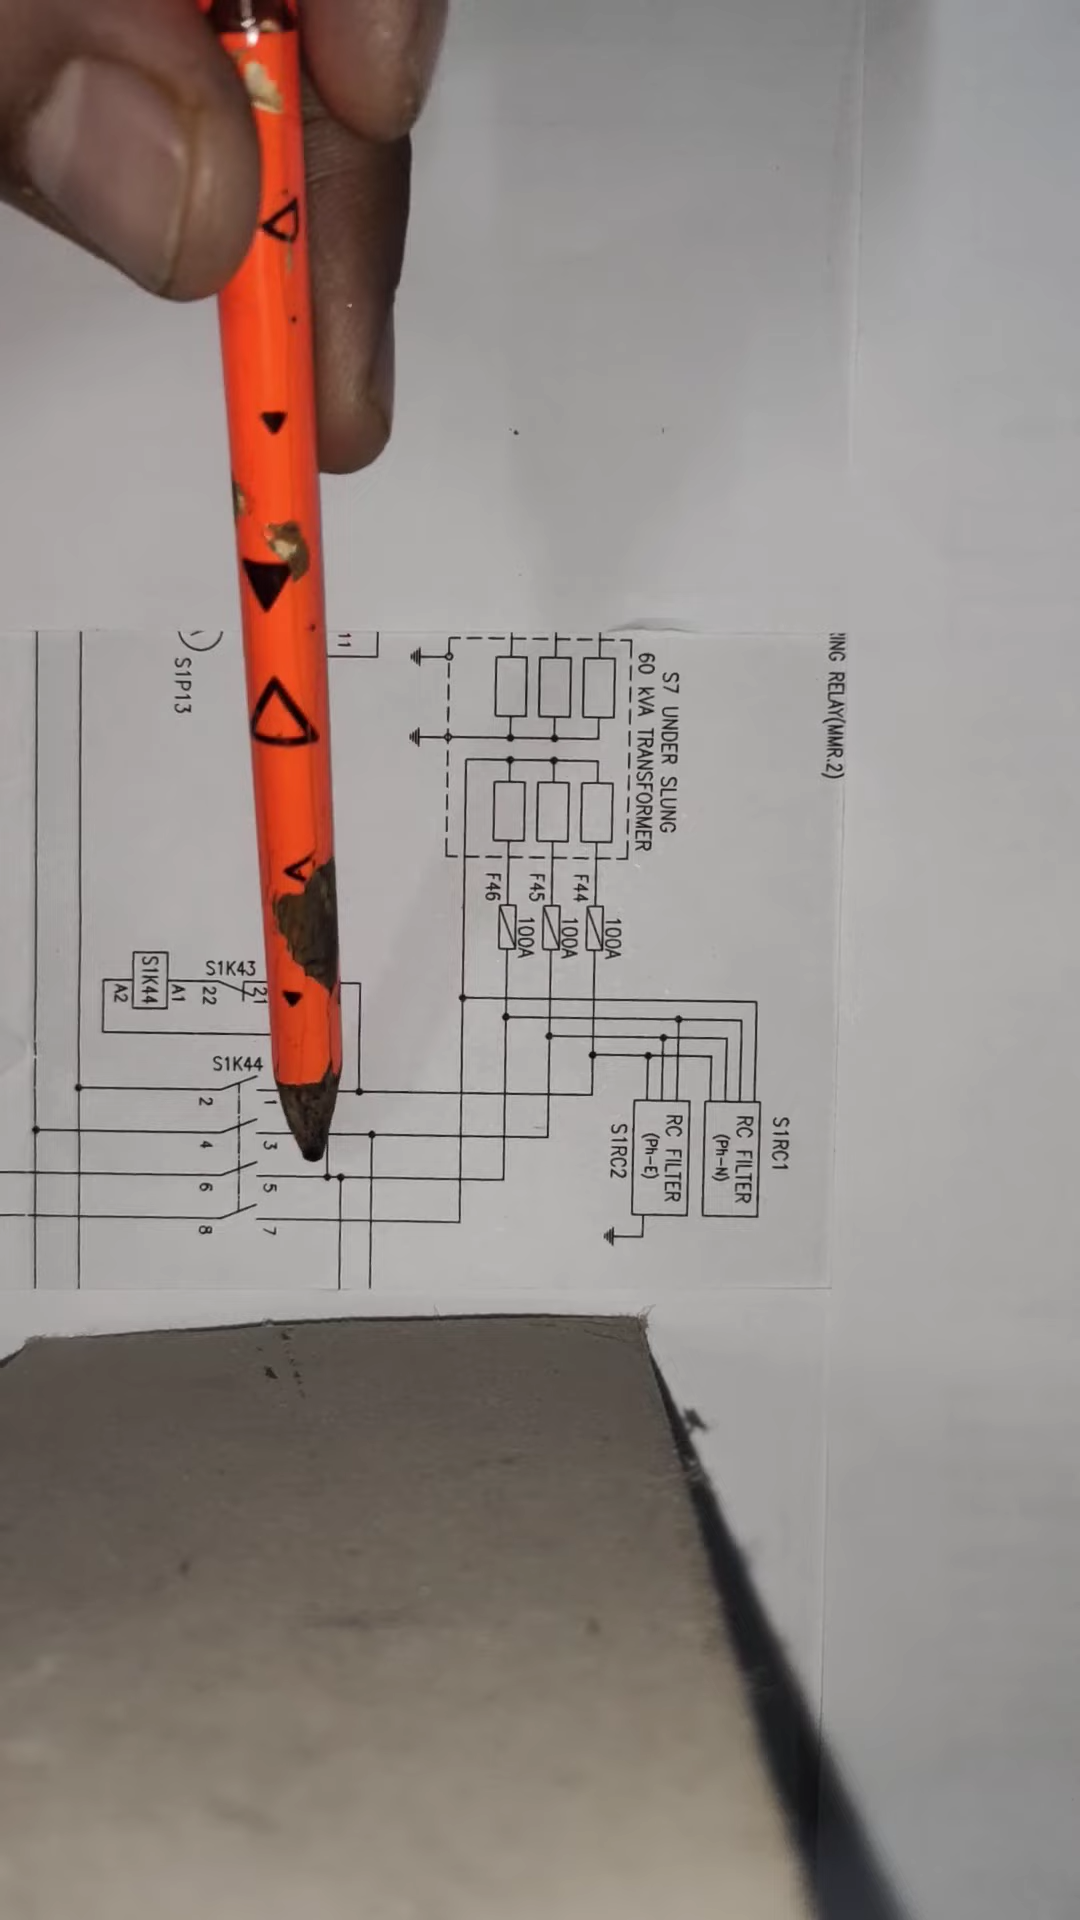 ING RELAY(MMR.2)
S7 UNDER SLUNG
60 kVA TRANSFORMER
F44
100A
F45
100A
F46
100A
S1RC1
RC FILTER
(Ph-N)
RC FILTER
(Ph-E)
S1RC2
11
S1P13
S1K43
21
22
A1
S1K44
A2
S1K44
1
2
3
4
5
6
7
8